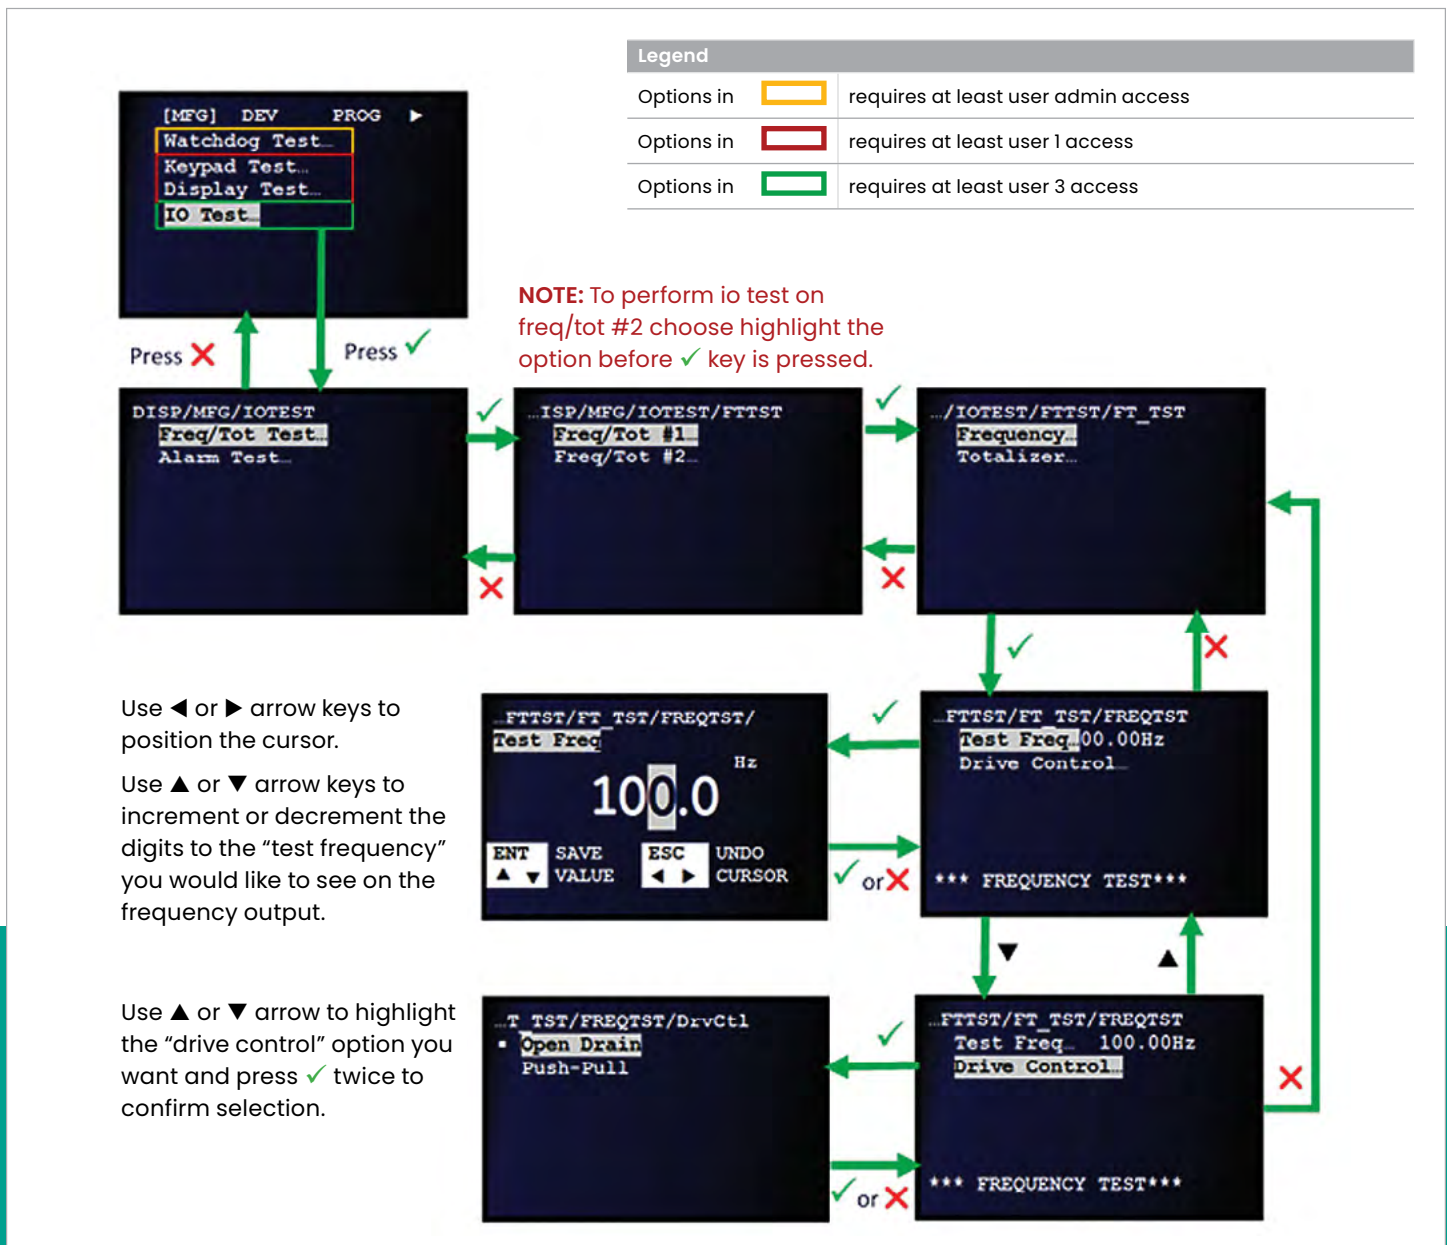 Legend
Options in requires at least user admin access
Options in requires at least user 1 access
Options in requires at least user 3 access
[MFG] DEV PROG ▶
Watchdog Test…
Keypad Test…
Display Test…
IO Test…
Press ✕
Press ✓
NOTE: To perform io test on
freq/tot #2 choose highlight the
option before ✓ key is pressed.
DISP/MFG/IOTEST
Freq/Tot Test…
Alarm Test…
…ISP/MFG/IOTEST/FTTST
Freq/Tot #1…
Freq/Tot #2…
…/IOTEST/FTTST/FT_TST
Frequency…
Totalizer…
Use ◀ or ▶ arrow keys to
position the cursor.
Use ▲ or ▼ arrow keys to
increment or decrement the
digits to the “test frequency”
you would like to see on the
frequency output.
…FTTST/FT_TST/FREQTST/
Test Freq
Hz
100.0
ENT SAVE ESC UNDO
▲ ▼ VALUE ◀ ▶ CURSOR
✓ or ✕
…FTTST/FT_TST/FREQTST
Test Freq…00.00Hz
Drive Control…
*** FREQUENCY TEST***
▼
▲
Use ▲ or ▼ arrow to highlight
the “drive control” option you
want and press ✓ twice to
confirm selection.
…T_TST/FREQTST/DrvCtl
▪ Open Drain
Push-Pull
✓ or ✕
…FTTST/FT_TST/FREQTST
Test Freq… 100.00Hz
Drive Control…
*** FREQUENCY TEST***